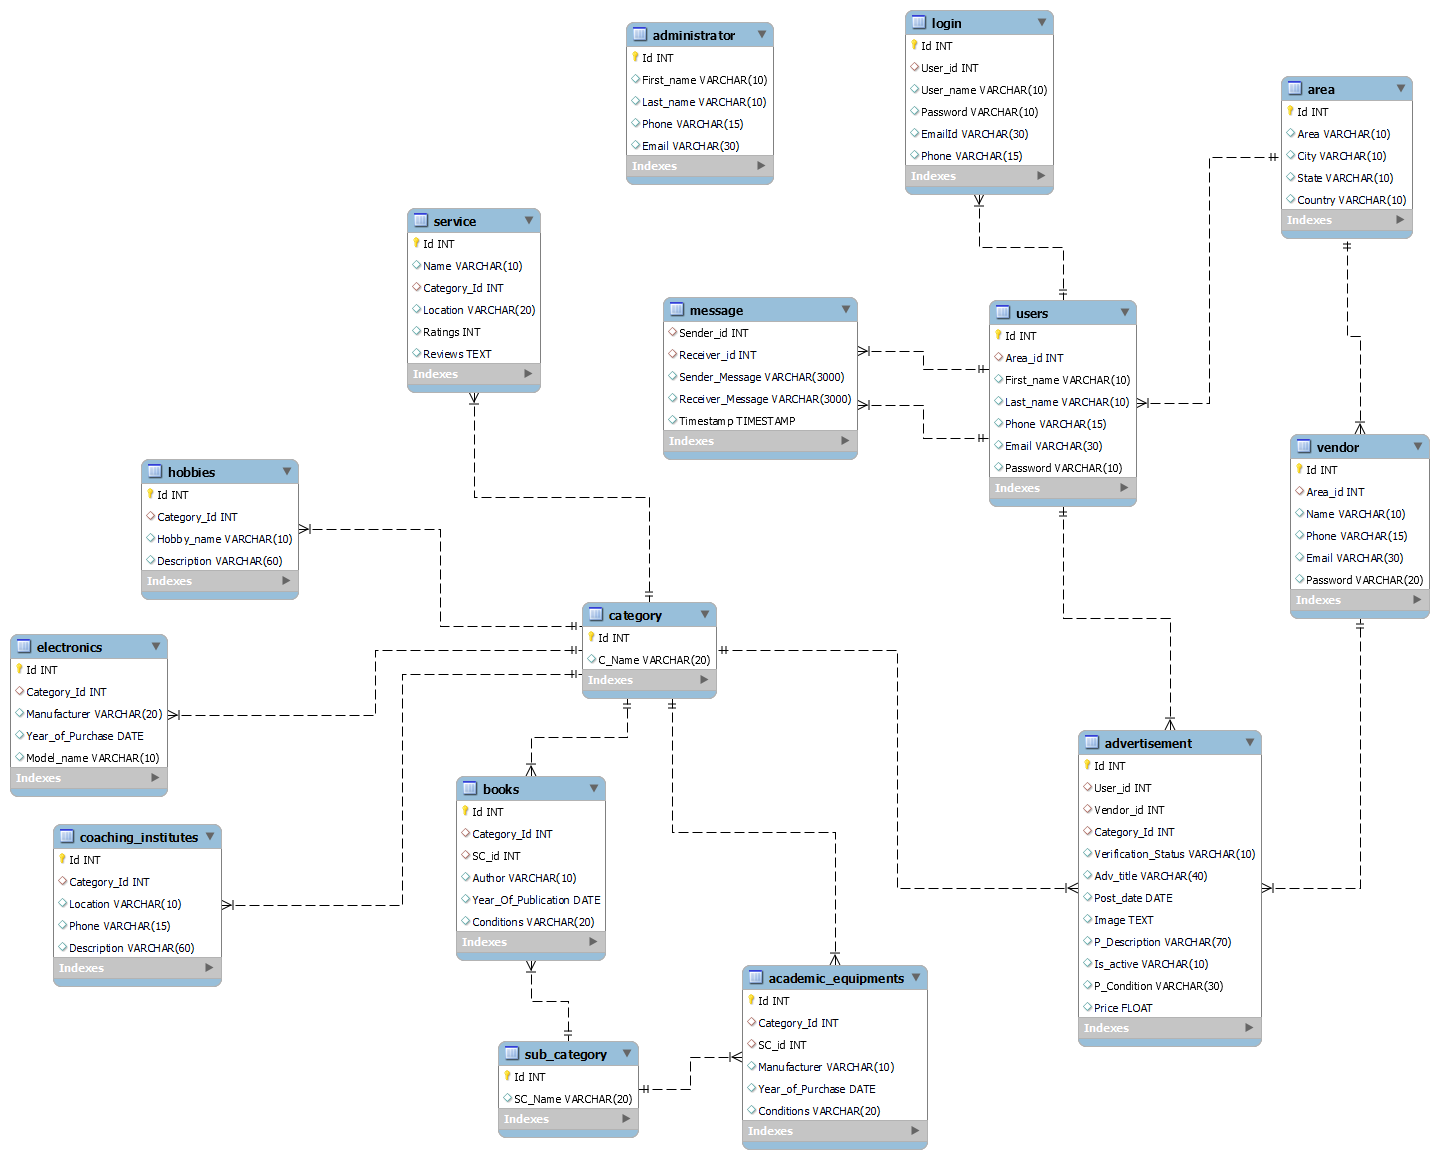 administrator
Id INT
First_name VARCHAR(10)
Last_name VARCHAR(10)
Phone VARCHAR(15)
Email VARCHAR(30)
Indexes
login
Id INT
User_id INT
User_name VARCHAR(10)
Password VARCHAR(10)
EmailId VARCHAR(30)
Phone VARCHAR(15)
Indexes
area
Id INT
Area VARCHAR(10)
City VARCHAR(10)
State VARCHAR(10)
Country VARCHAR(10)
Indexes
service
Id INT
Name VARCHAR(10)
Category_Id INT
Location VARCHAR(20)
Ratings INT
Reviews TEXT
Indexes
message
Sender_id INT
Receiver_id INT
Sender_Message VARCHAR(3000)
Receiver_Message VARCHAR(3000)
Timestamp TIMESTAMP
Indexes
users
Id INT
Area_id INT
First_name VARCHAR(10)
Last_name VARCHAR(10)
Phone VARCHAR(15)
Email VARCHAR(30)
Password VARCHAR(10)
Indexes
vendor
Id INT
Area_id INT
Name VARCHAR(10)
Phone VARCHAR(15)
Email VARCHAR(30)
Password VARCHAR(20)
Indexes
hobbies
Id INT
Category_Id INT
Hobby_name VARCHAR(10)
Description VARCHAR(60)
Indexes
category
Id INT
C_Name VARCHAR(20)
Indexes
electronics
Id INT
Category_Id INT
Manufacturer VARCHAR(20)
Year_of_Purchase DATE
Model_name VARCHAR(10)
Indexes
coaching_institutes
Id INT
Category_Id INT
Location VARCHAR(10)
Phone VARCHAR(15)
Description VARCHAR(60)
Indexes
books
Id INT
Category_Id INT
SC_id INT
Author VARCHAR(10)
Year_Of_Publication DATE
Conditions VARCHAR(20)
Indexes
advertisement
Id INT
User_id INT
Vendor_id INT
Category_Id INT
Verification_Status VARCHAR(10)
Adv_title VARCHAR(40)
Post_date DATE
Image TEXT
P_Description VARCHAR(70)
Is_active VARCHAR(10)
P_Condition VARCHAR(30)
Price FLOAT
Indexes
sub_category
Id INT
SC_Name VARCHAR(20)
Indexes
academic_equipments
Id INT
Category_Id INT
SC_id INT
Manufacturer VARCHAR(10)
Year_of_Purchase DATE
Conditions VARCHAR(20)
Indexes